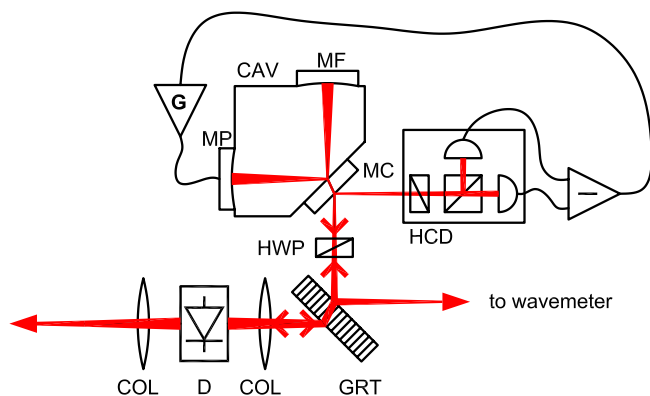 MF
CAV
G
MP
MC
HCD
HWP
to wavemeter
COL
D
COL
GRT